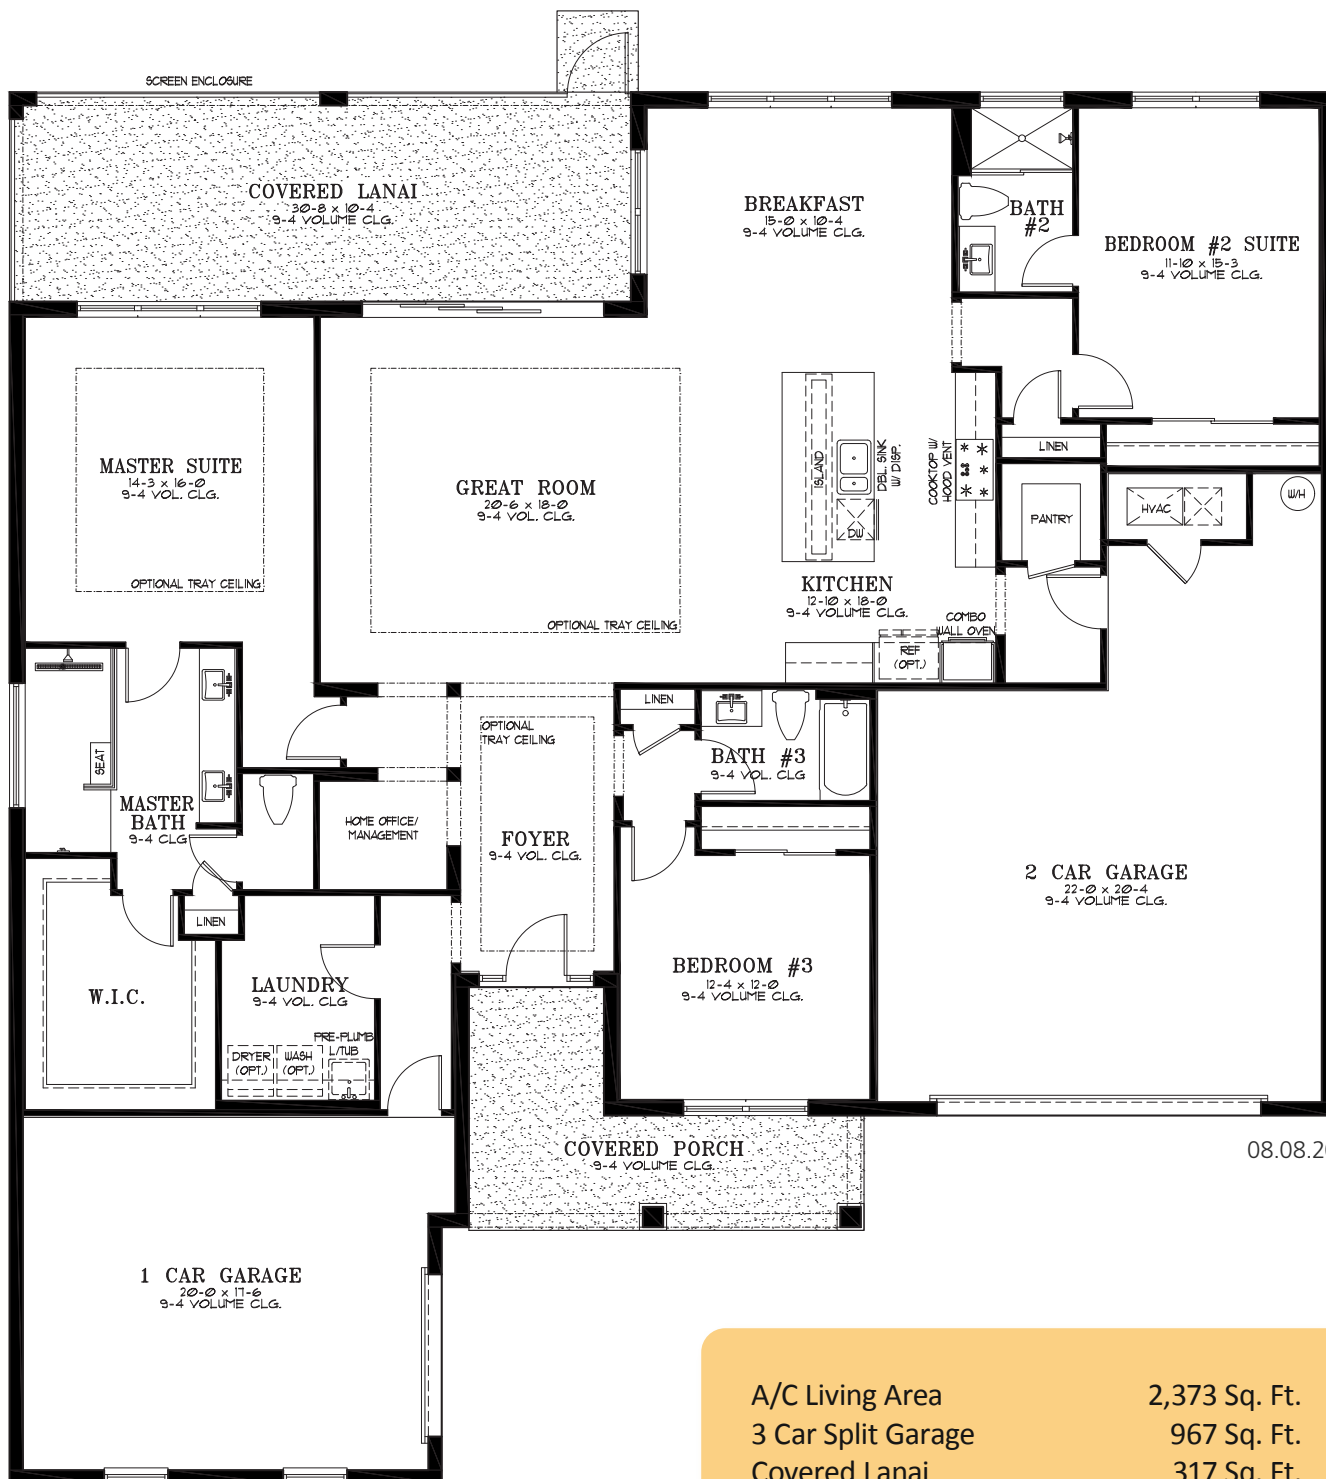 SCREEN ENCLOSURE
COVERED LANAI
30-8 x 10-4
9-4 VOLUME CLG.
BREAKFAST
15-0 x 10-4
9-4 VOLUME CLG.
BATH
#2
BEDROOM #2 SUITE
11-10 x 15-3
9-4 VOLUME CLG.
MASTER SUITE
14-3 x 16-0
9-4 VOL. CLG.
OPTIONAL TRAY CEILING
GREAT ROOM
20-6 x 18-0
9-4 VOL. CLG.
OPTIONAL TRAY CEILING
ISLAND
DBL. SINK
W/ DISP.
DW
COOKTOP W/
HOOD VENT
LINEN
PANTRY
HVAC
W/H
KITCHEN
12-10 x 18-0
9-4 VOLUME CLG.
COMBO
WALL OVEN
REF
(OPT.)
SEAT
MASTER
BATH
9-4 CLG
HOME OFFICE/
MANAGEMENT
OPTIONAL
TRAY CEILING
FOYER
9-4 VOL. CLG.
LINEN
BATH #3
9-4 VOL. CLG
2 CAR GARAGE
22-0 x 20-4
9-4 VOLUME CLG.
LINEN
W.I.C.
LAUNDRY
9-4 VOL. CLG
PRE-PLUMB
L/TUB
DRYER
(OPT.)
WASH
(OPT.)
BEDROOM #3
12-4 x 12-0
9-4 VOLUME CLG.
COVERED PORCH
9-4 VOLUME CLG.
08.08.20
1 CAR GARAGE
20-0 x 17-6
9-4 VOLUME CLG.
A/C Living Area 2,373 Sq. Ft.
3 Car Split Garage 967 Sq. Ft.
Covered Lanai 317 Sq. Ft.